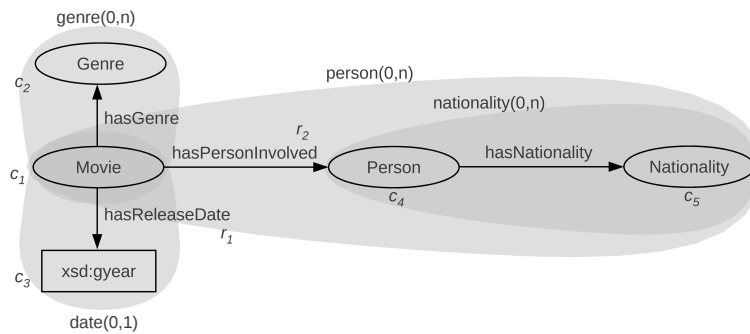 genre(0,n)
Genre
c2
person(0,n)
nationality(0,n)
hasGenre
r2
hasPersonInvolved
hasNationality
Movie
Person
Nationality
c1
c4
c5
hasReleaseDate
r1
xsd:gyear
c3
date(0,1)